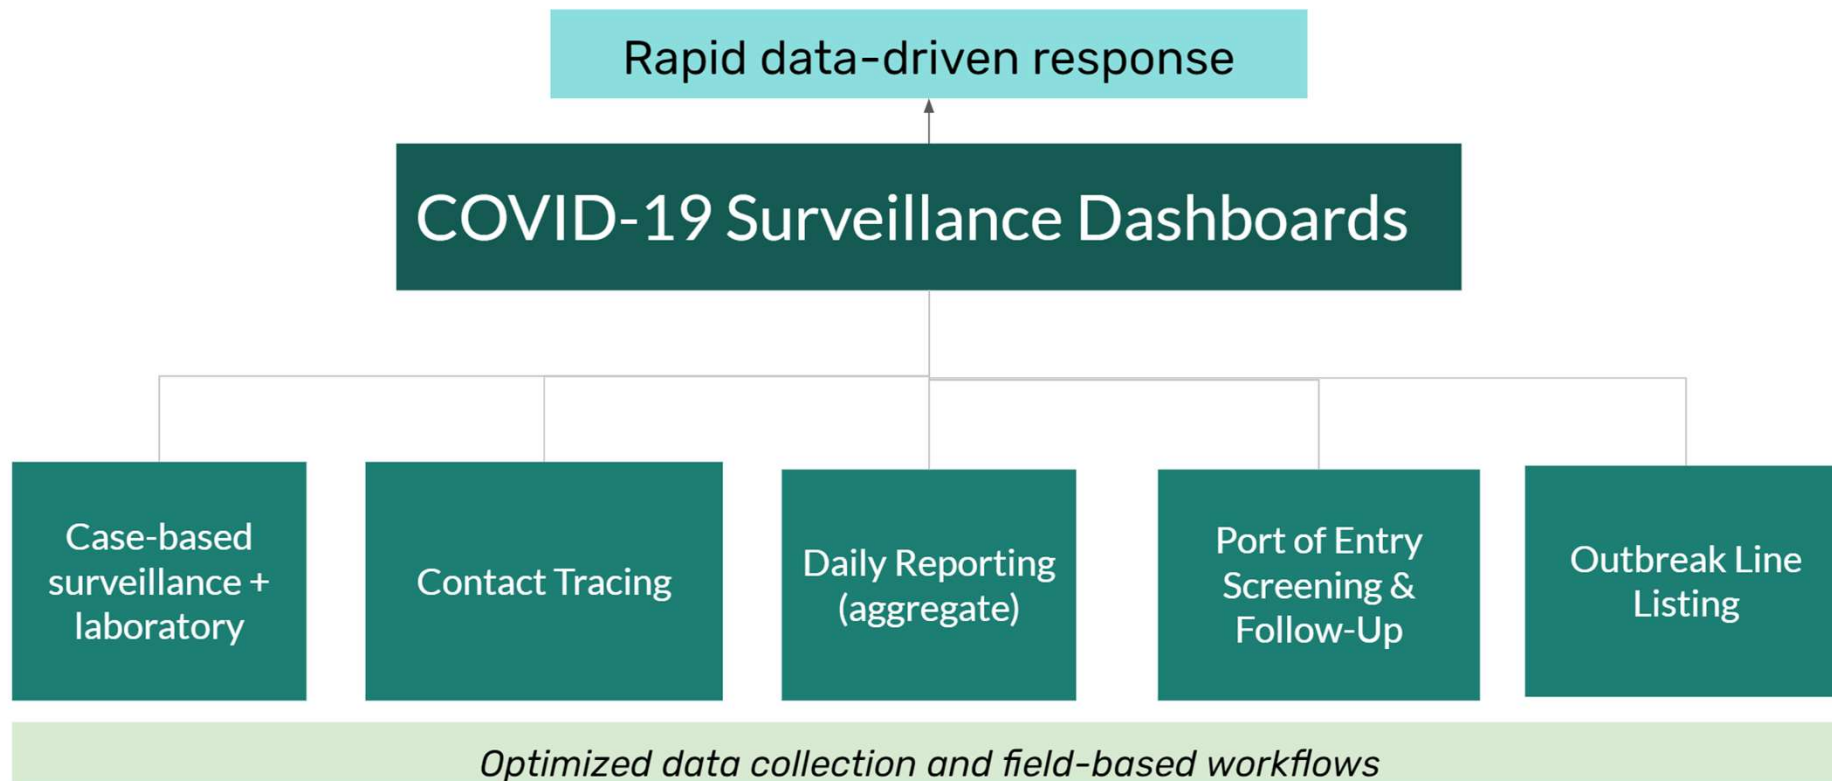 Rapid data-driven response
COVID-19 Surveillance Dashboards
Case-based
surveillance +
laboratory
Contact Tracing
Daily Reporting
(aggregate)
Port of Entry
Screening &
Follow-Up
Outbreak Line
Listing
Optimized data collection and field-based workflows